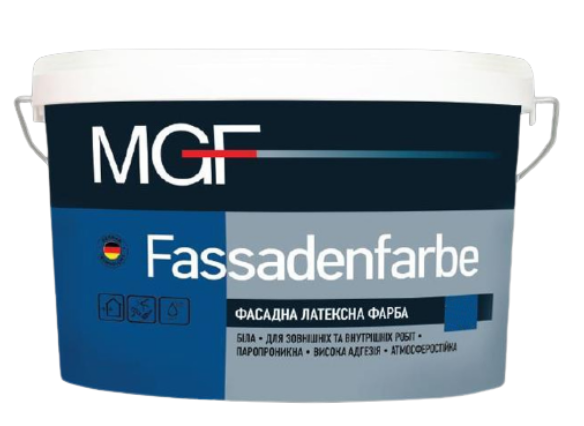 MGF
Fassadenfarbe
ФАСАДНА ЛАТЕКСНА ФАРБА
БІЛА • ДЛЯ ЗОВНІШНІХ ТА ВНУТРІШНІХ РОБІТ •
ПАРОПРОНИКНА • ВИСОКА АДГЕЗІЯ • АТМОСФЕРОСТІЙКА